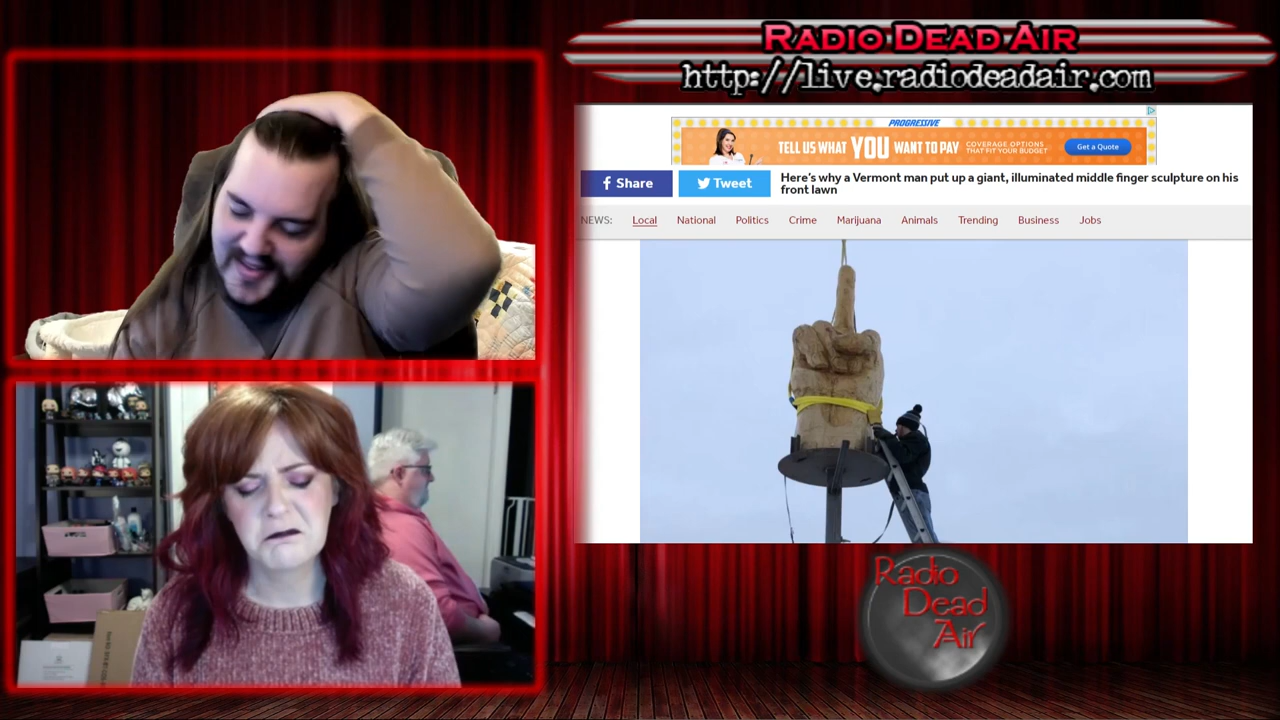 RADIO DEAD AIR
http://live.radiodeadair.com
PROGRESSIVE
TELL US WHAT YOU WANT TO PAY
COVERAGE OPTIONS
THAT FIT YOUR BUDGET
Get a Quote
Share
Tweet
Here's why a Vermont man put up a giant, illuminated middle finger sculpture on his
front lawn
NEWS: Local National Politics Crime Marijuana Animals Trending Business Jobs
Radio
Dead
Air